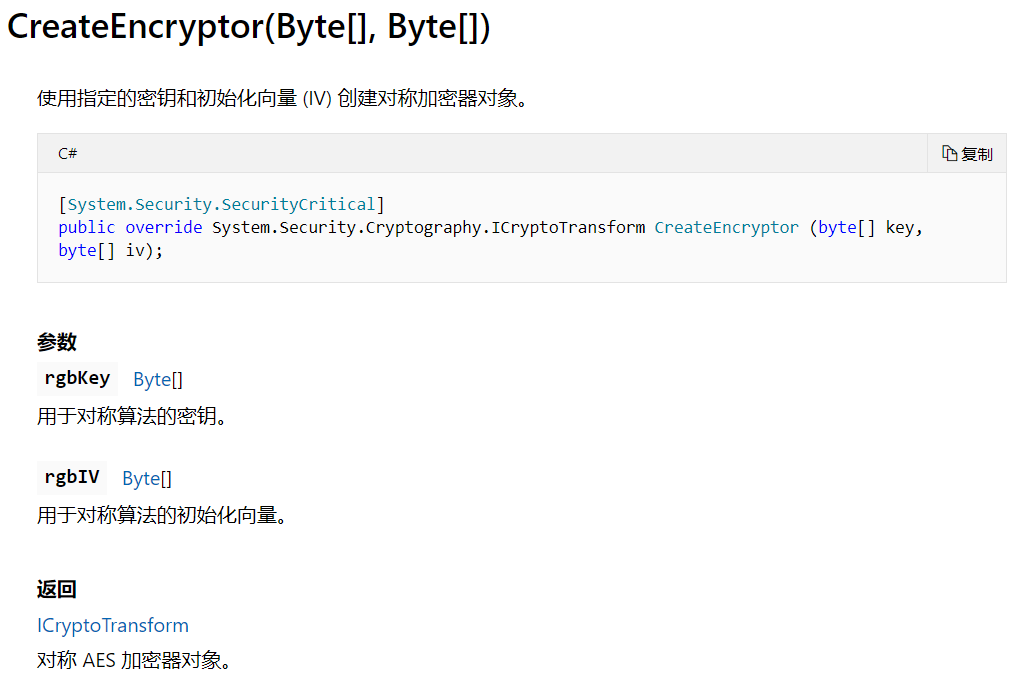 CreateEncryptor(Byte[], Byte[])
使用指定的密钥和初始化向量 (IV) 创建对称加密器对象。
C#
复制
[System.Security.SecurityCritical]
public override System.Security.Cryptography.ICryptoTransform CreateEncryptor (byte[] key,
byte[] iv);
参数
rgbKey Byte[]
用于对称算法的密钥。
rgbIV Byte[]
用于对称算法的初始化向量。
返回
ICryptoTransform
对称 AES 加密器对象。